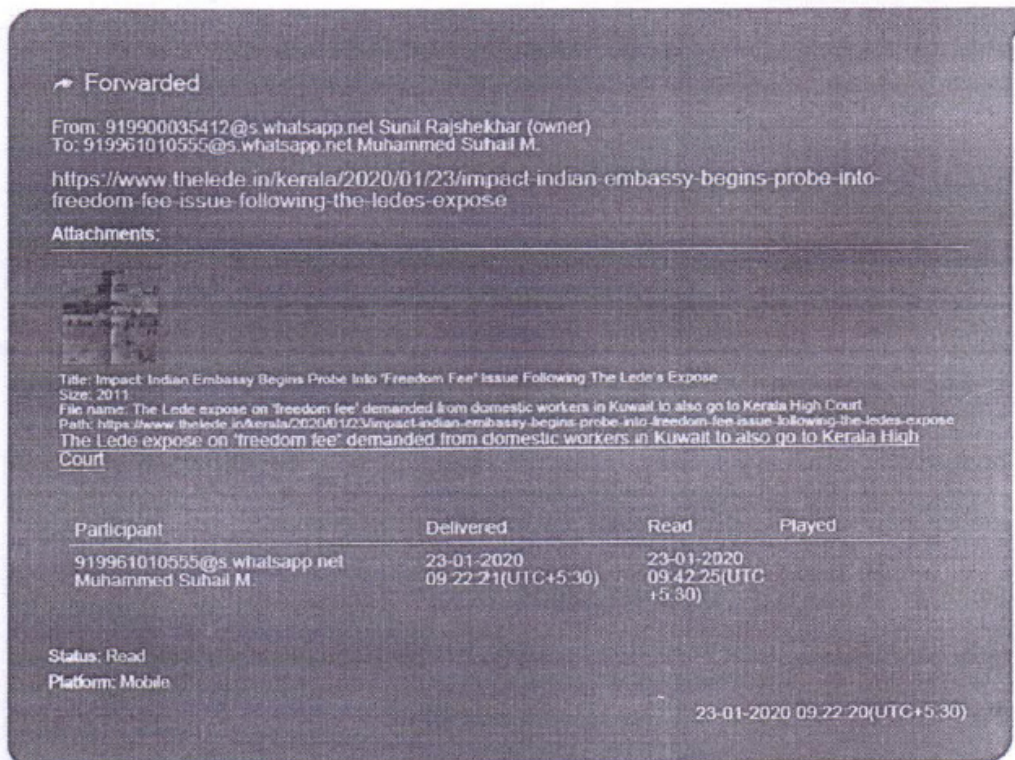 Forwarded
From: 919900035412@s.whatsapp.net Sunil Rajshekhar (owner)
To: 919961010555@s.whatsapp.net Muhammed Suhail M.
https://www.thelede.in/kerala/2020/01/23/impact-indian-embassy-begins-probe-into-
freedom-fee-issue-following-the-ledes-expose
Attachments:
Title: Impact: Indian Embassy Begins Probe Into 'Freedom Fee' Issue Following The Lede's Expose
Size: 2011
File name: The Lede expose on 'freedom fee' demanded from domestic workers in Kuwait to also go to Kerala High Court
Path: https://www.thelede.in/kerala/2020/01/23/impact-indian-embassy-begins-probe-into-freedom-fee-issue-following-the-ledes-expose
The Lede expose on 'freedom fee' demanded from domestic workers in Kuwait to also go to Kerala High
Court
Participant Delivered Read Played
919961010555@s.whatsapp.net 23-01-2020 23-01-2020
Muhammed Suhail M. 09:22:21(UTC+5:30) 09:42:25(UTC
+5:30)
Status: Read
Platform: Mobile
23-01-2020 09:22:20(UTC+5:30)